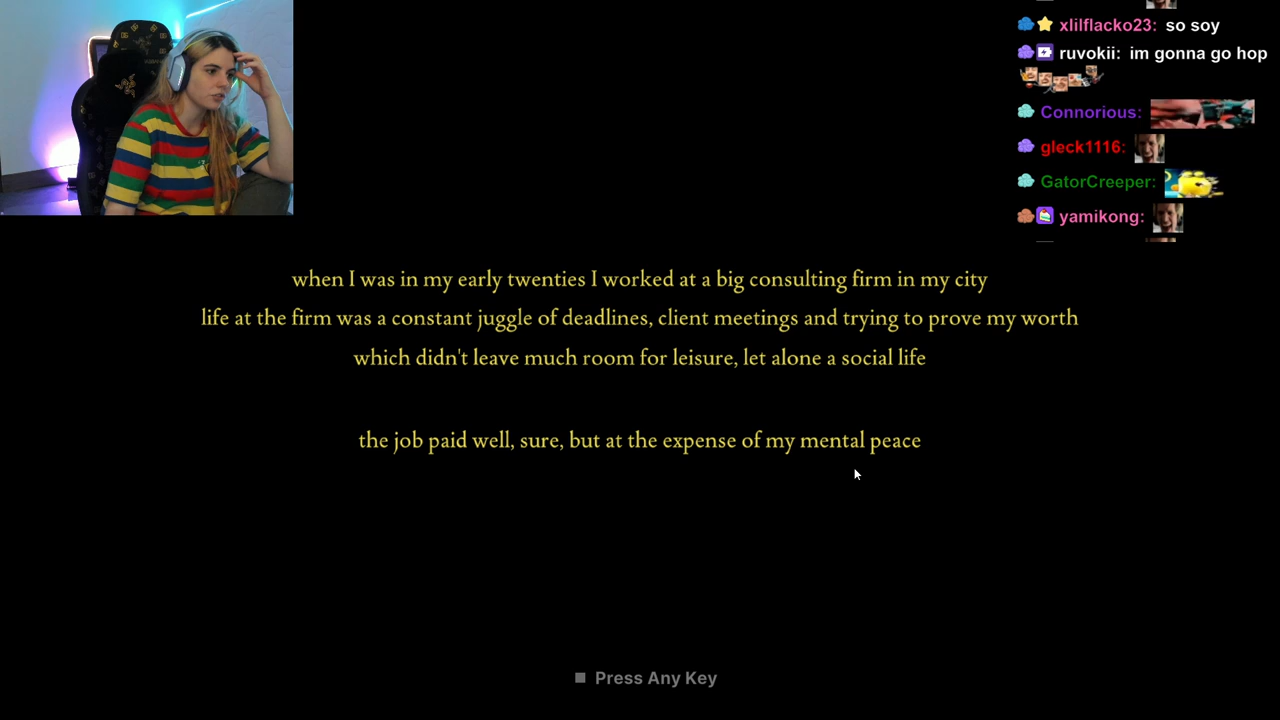 xlilflacko23: so soy
ruvokii: im gonna go hop
Connorious:
gleck1116:
GatorCreeper:
yamikong:
when I was in my early twenties I worked at a big consulting firm in my city
life at the firm was a constant juggle of deadlines, client meetings and trying to prove my worth
which didn't leave much room for leisure, let alone a social life
the job paid well, sure, but at the expense of my mental peace
Press Any Key